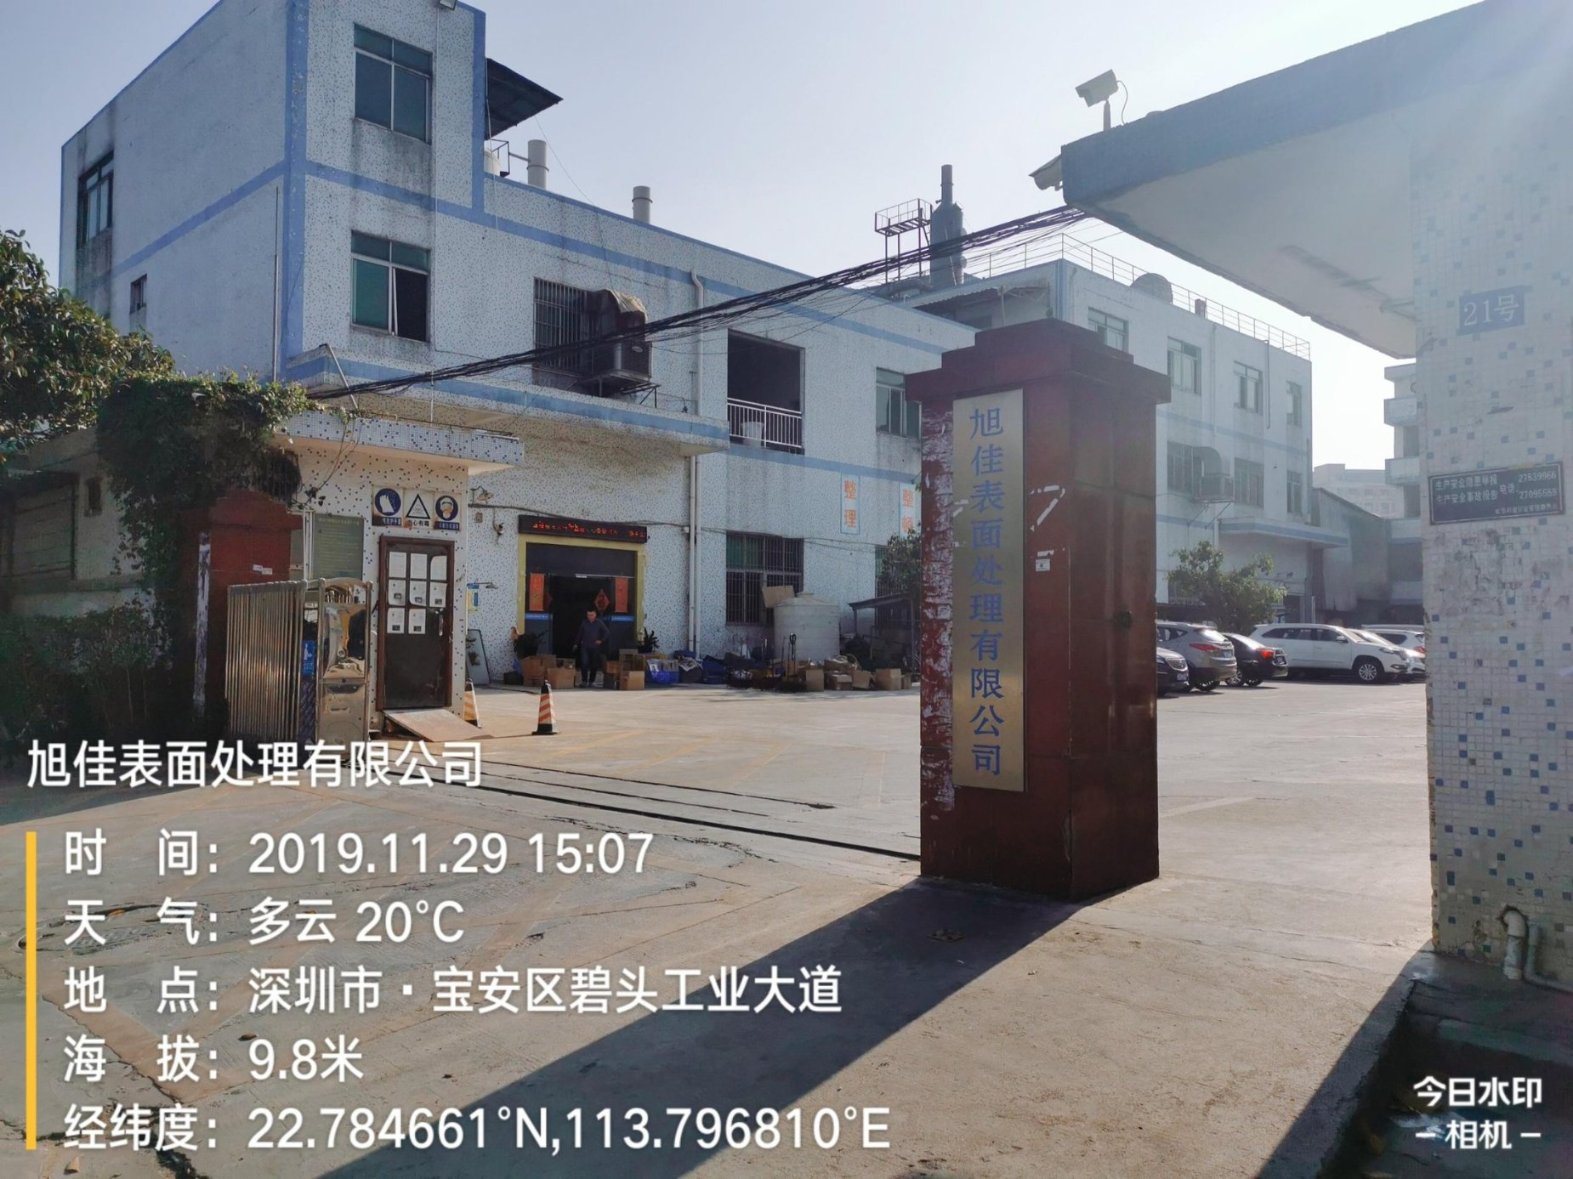 21号
旭佳表面处理有限公司
整理
旭佳表面处理有限公司
时 间：2019.11.29 15:07
天 气：多云 20°C
地 点：深圳市·宝安区碧头工业大道
海 拔：9.8米
经纬度：22.784661°N,113.796810°E
今日水印
相机